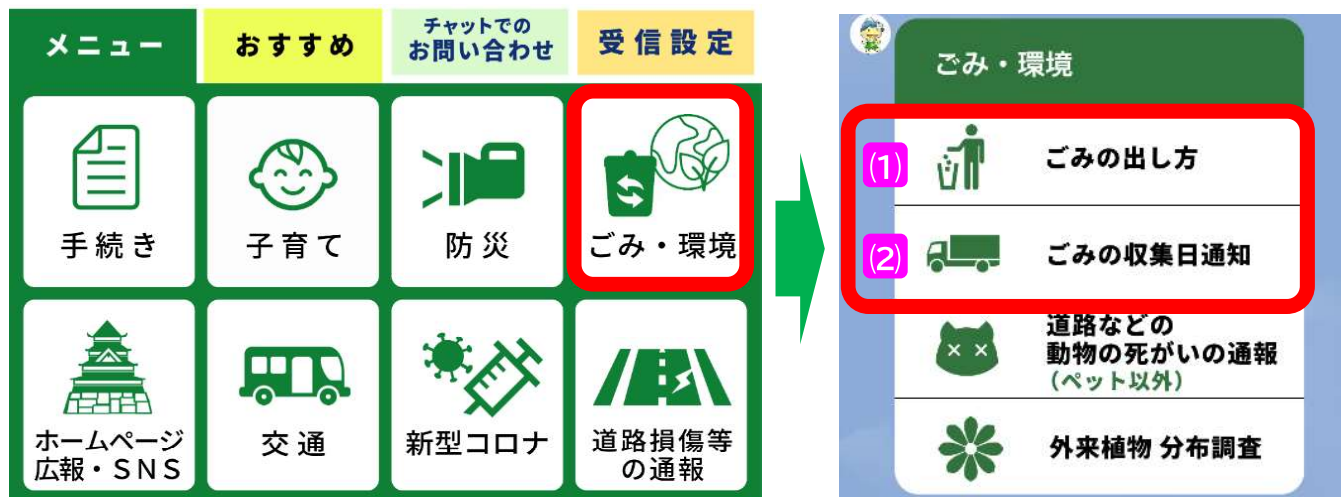 メニュー
おすすめ
チャットでの
お問い合わせ
受信設定
手続き
子育て
防災
ごみ・環境
ホームページ
広報・SNS
交通
新型コロナ
道路損傷等
の通報
ごみ・環境
(1)
ごみの出し方
(2)
ごみの収集日通知
道路などの
動物の死がいの通報
(ペット以外)
外来植物 分布調査